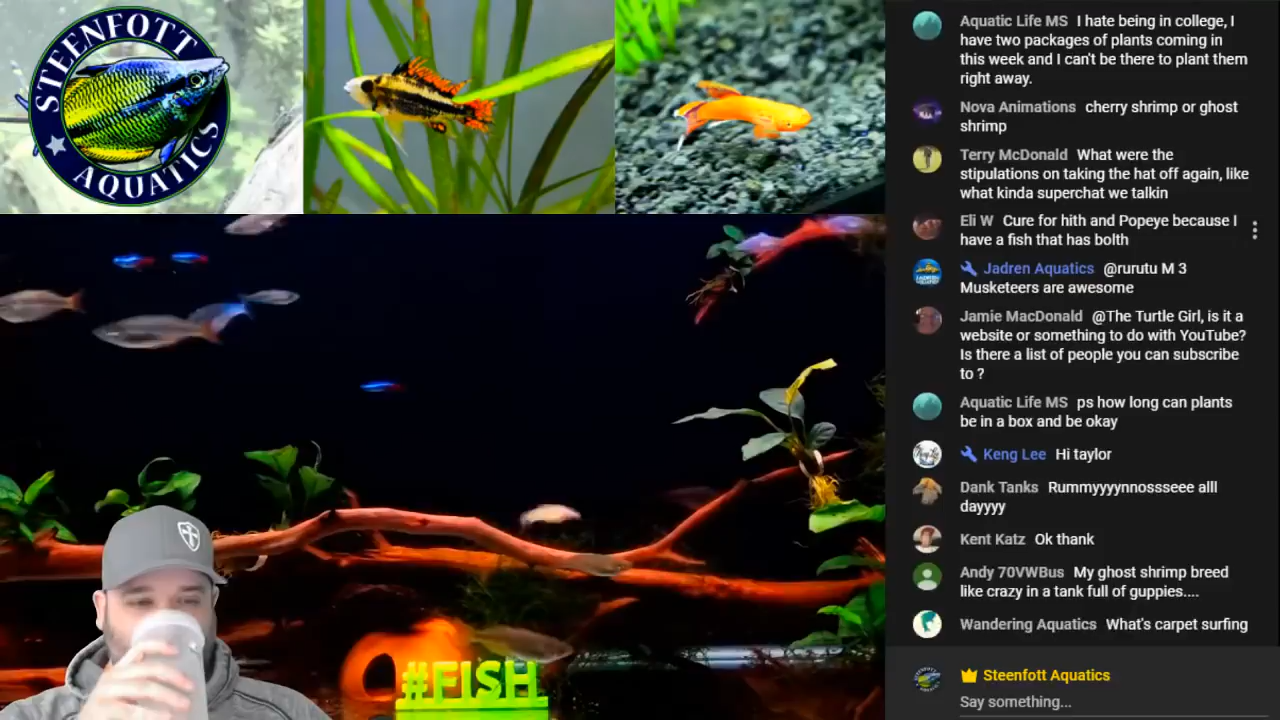 STEENFOTT
AQUATICS
#FISH
Aquatic Life MS I hate being in college, I
have two packages of plants coming in
this week and I can't be there to plant them
right away.
Nova Animations cherry shrimp or ghost
shrimp
Terry McDonald What were the
stipulations on taking the hat off again, like
what kinda superchat we talkin
Eli W Cure for hith and Popeye because I
have a fish that has bolth
Jadren Aquatics @rurutu M 3
Musketeers are awesome
Jamie MacDonald @The Turtle Girl, is it a
website or something to do with YouTube?
Is there a list of people you can subscribe
to ?
Aquatic Life MS ps how long can plants
be in a box and be okay
Keng Lee Hi taylor
Dank Tanks Rummyyyynnossseee alll
dayyyy
Kent Katz Ok thank
Andy 70VWBus My ghost shrimp breed
like crazy in a tank full of guppies....
Wandering Aquatics What's carpet surfing
Steenfott Aquatics
Say something...